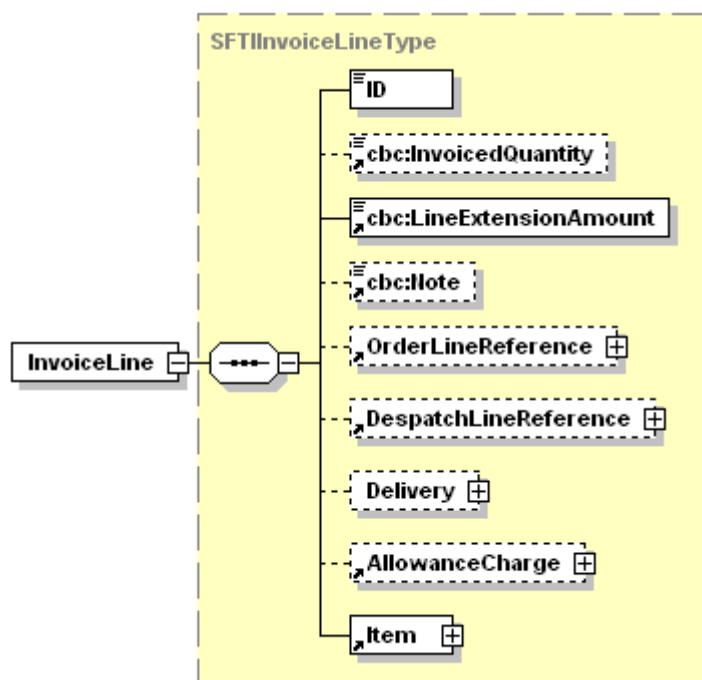 SFTIInvoiceLineType
ID
cbc:InvoicedQuantity
cbc:LineExtensionAmount
cbc:Note
OrderLineReference
InvoiceLine
DespatchLineReference
Delivery
AllowanceCharge
Item